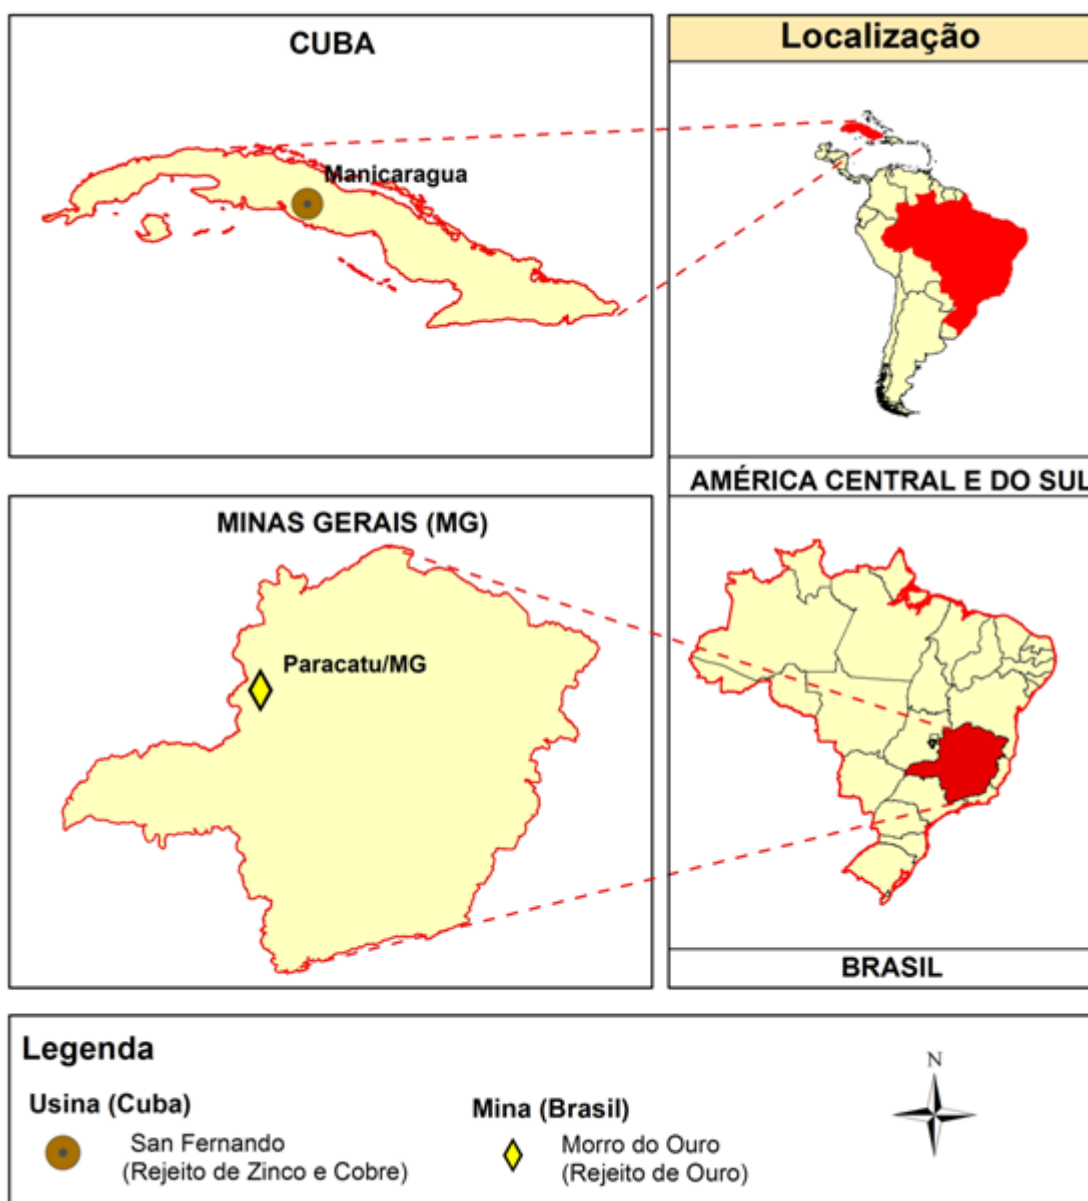 CUBA
Manicaragua
Localização
AMÉRICA CENTRAL E DO SUL
MINAS GERAIS (MG)
Paracatu/MG
BRASIL
Legenda
Usina (Cuba)
San Fernando
(Rejeito de Zinco e Cobre)
Mina (Brasil)
Morro do Ouro
(Rejeito de Ouro)
N